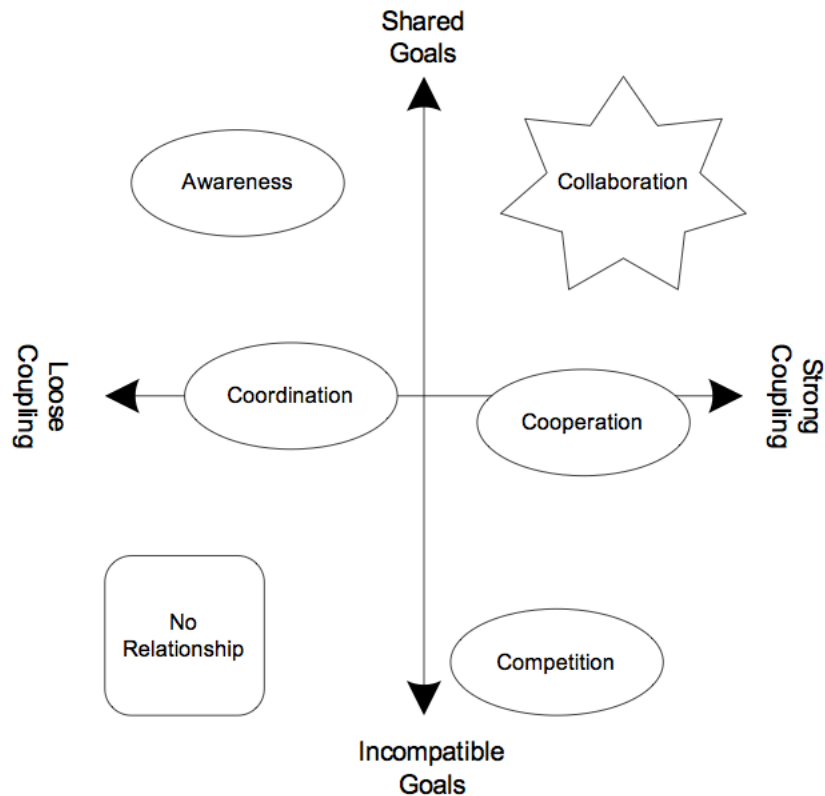 Shared
Goals
Awareness
Collaboration
Loose
Coupling
Coordination
Cooperation
Strong
Coupling
No
Relationship
Competition
Incompatible
Goals